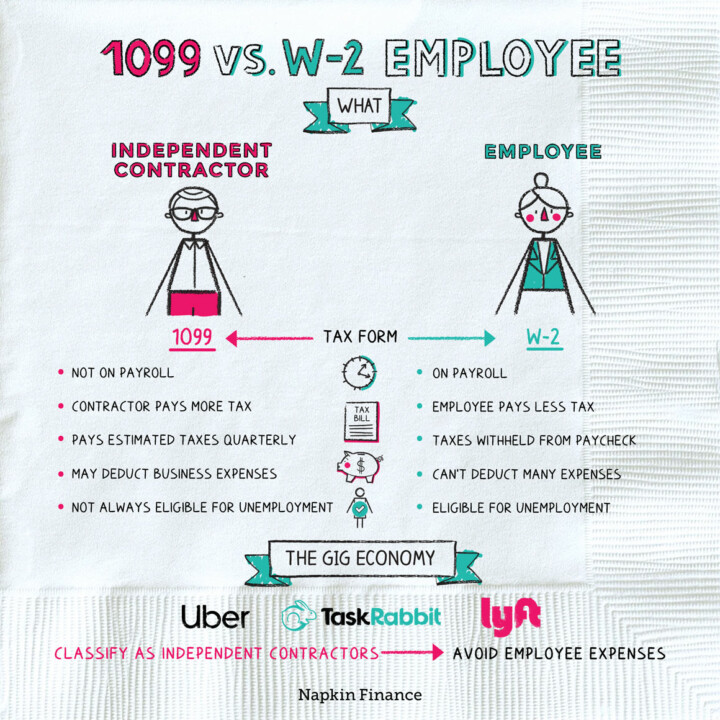 1099 VS. W-2 EMPLOYEE
WHAT
INDEPENDENT
CONTRACTOR
EMPLOYEE
1099
TAX FORM
W-2
• NOT ON PAYROLL
• ON PAYROLL
• CONTRACTOR PAYS MORE TAX
TAX
BILL
• EMPLOYEE PAYS LESS TAX
• PAYS ESTIMATED TAXES QUARTERLY
• TAXES WITHHELD FROM PAYCHECK
• MAY DEDUCT BUSINESS EXPENSES
$
• CAN'T DEDUCT MANY EXPENSES
• NOT ALWAYS ELIGIBLE FOR UNEMPLOYMENT
• ELIGIBLE FOR UNEMPLOYMENT
THE GIG ECONOMY
Uber
TaskRabbit
lyft
CLASSIFY AS INDEPENDENT CONTRACTORS
AVOID EMPLOYEE EXPENSES
Napkin Finance